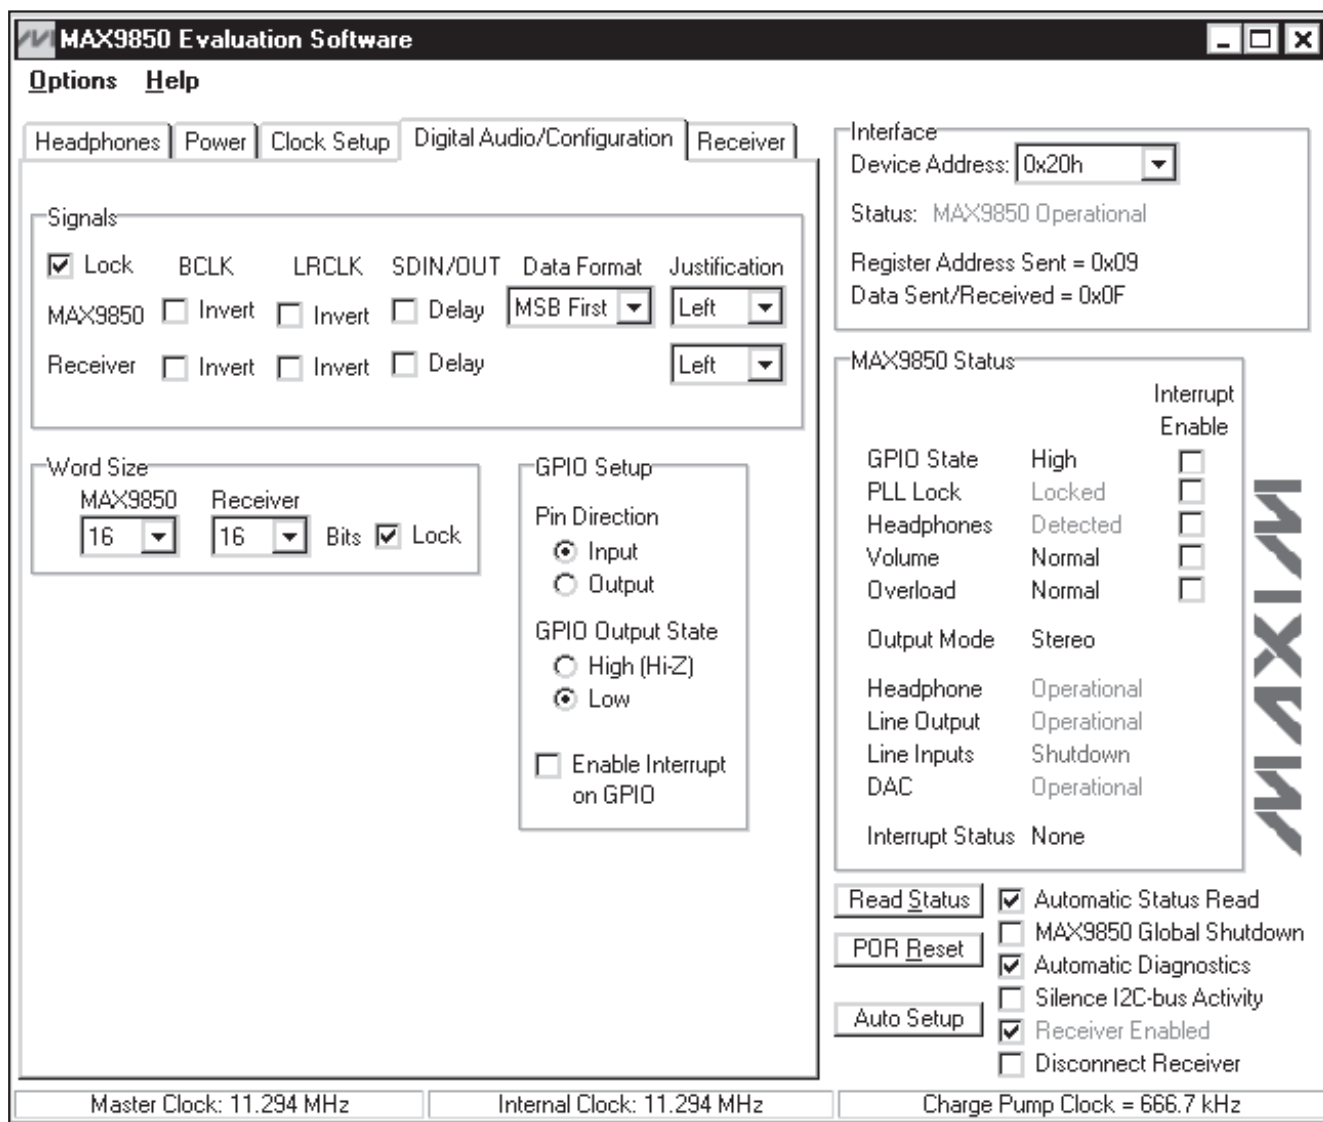 MAX9850 Evaluation Software
Options Help
Headphones Power Clock Setup Digital Audio/Configuration Receiver
Signals
Lock BCLK LRCLK SDIN/OUT Data Format Justification
MAX9850 Invert Invert Delay MSB First Left
Receiver Invert Invert Delay Left
Word Size
MAX9850 Receiver
16 16 Bits Lock
GPIO Setup
Pin Direction
Input
Output
GPIO Output State
High (Hi-Z)
Low
Enable Interrupt
on GPIO
Interface
Device Address: 0x20h
Status: MAX9850 Operational
Register Address Sent = 0x09
Data Sent/Received = 0x0F
MAX9850 Status
Interrupt
Enable
GPIO State High
PLL Lock Locked
Headphones Detected
Volume Normal
Overload Normal
Output Mode Stereo
Headphone Operational
Line Output Operational
Line Inputs Shutdown
DAC Operational
Interrupt Status None
MAXIM
Read Status
POR Reset
Auto Setup
Automatic Status Read
MAX9850 Global Shutdown
Automatic Diagnostics
Silence I2C-bus Activity
Receiver Enabled
Disconnect Receiver
Master Clock: 11.294 MHz Internal Clock: 11.294 MHz Charge Pump Clock = 666.7 kHz